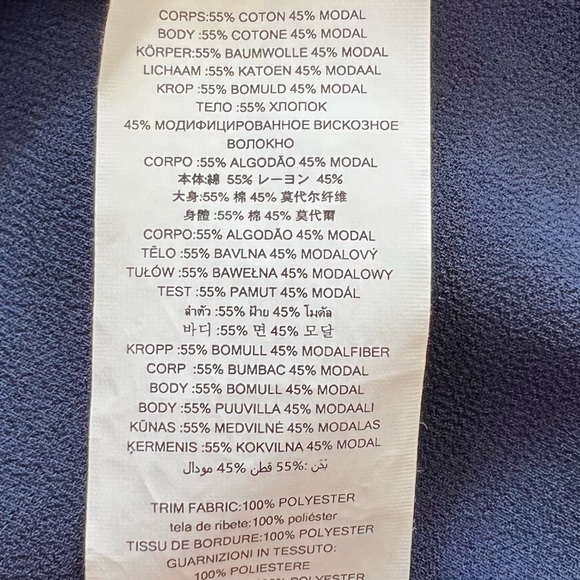 CORPS:55% COTON 45% MODAL
BODY :55% COTONE 45% MODAL
KÖRPER:55% BAUMWOLLE 45% MODAL
LICHAAM :55% KATOEN 45% MODAAL
KROP :55% BOMULD 45% MODAL
ТЕЛО :55% ХЛОПОК
45% МОДИФИЦИРОВАННОЕ ВИСКОЗНОЕ
ВОЛОКНО
CORPO :55% ALGODÃO 45% MODAL
本体:綿 55% レーヨン 45%
大身:55% 棉 45% 莫代尔纤维
身體 :55% 棉 45% 莫代爾
CORPO:55% ALGODÃO 45% MODAL
TĚLO :55% BAVLNA 45% MODALOVÝ
TUŁÓW :55% BAWEŁNA 45% MODALOWY
TEST :55% PAMUT 45% MODÁL
ลำตัว :55% ฝ้าย 45% โมดัล
바디 :55% 면 45% 모달
KROPP :55% BOMULL 45% MODALFIBER
CORP :55% BUMBAC 45% MODAL
BODY :55% BOMULL 45% MODAL
BODY :55% PUUVILLA 45% MODAALI
KŪNAS :55% MEDVILNĖ 45% MODALAS
ĶERMENIS :55% KOKVILNA 45% MODAL
بَدَن :55% قطن 45% مودال
TRIM FABRIC:100% POLYESTER
tela de ribete:100% poliéster
TISSU DE BORDURE:100% POLYESTER
GUARNIZIONI IN TESSUTO:
100% POLIESTERE
100% POLYESTER